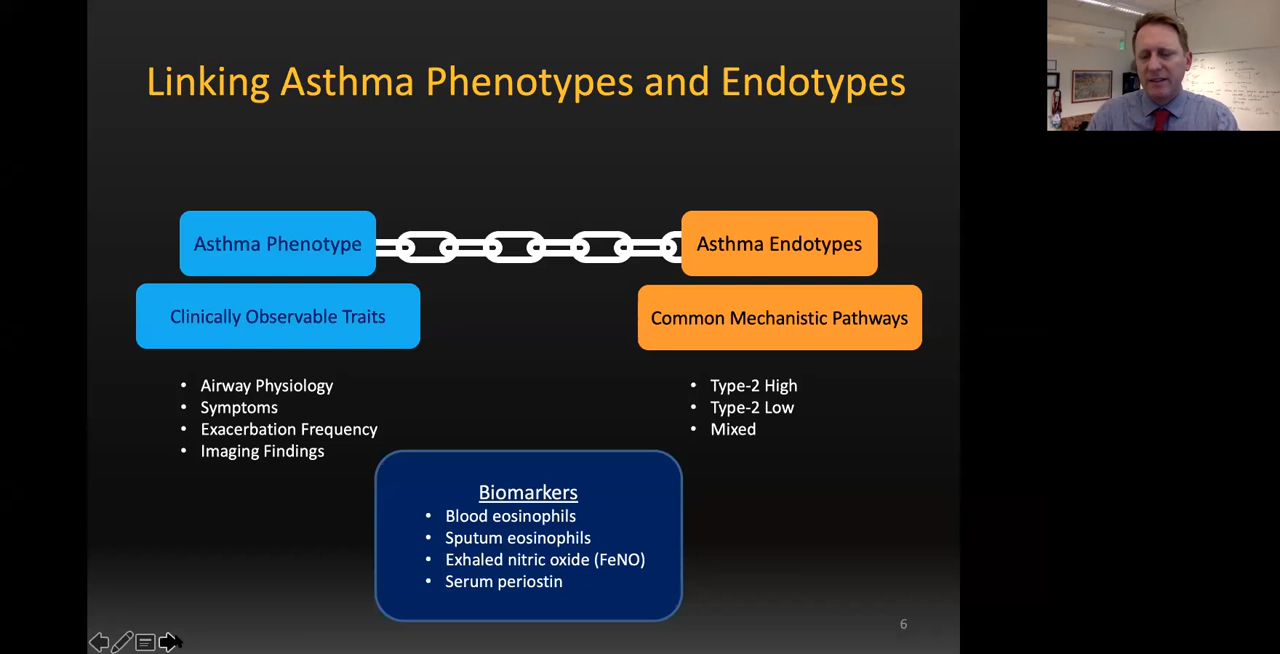 Linking Asthma Phenotypes and Endotypes
Asthma Phenotype
Asthma Endotypes
Clinically Observable Traits
Common Mechanistic Pathways
• Airway Physiology
• Symptoms
• Exacerbation Frequency
• Imaging Findings
• Type-2 High
• Type-2 Low
• Mixed
Biomarkers
• Blood eosinophils
• Sputum eosinophils
• Exhaled nitric oxide (FeNO)
• Serum periostin
6